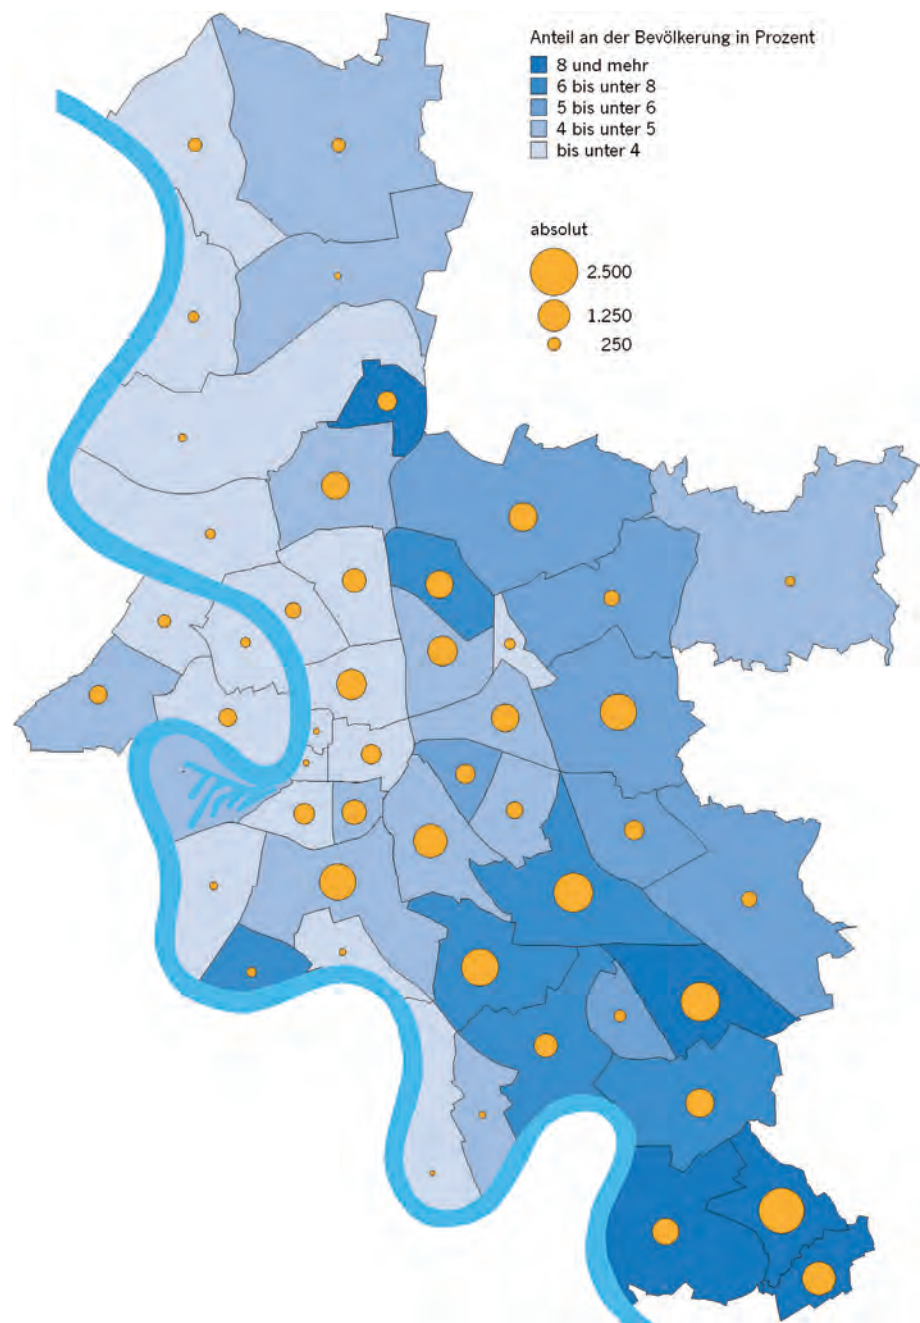 Anteil an der Bevölkerung in Prozent
8 und mehr
6 bis unter 8
5 bis unter 6
4 bis unter 5
bis unter 4
absolut
2.500
1.250
250